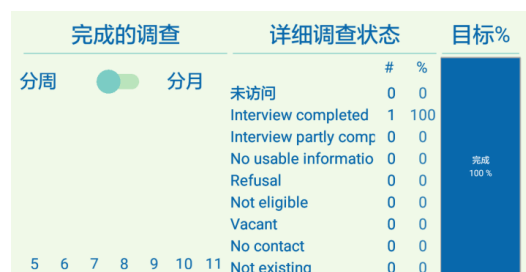 完成的调查
分周 分月
5 6 7 8 9 10 11
详细调查状态
# %
未访问 0 0
Interview completed 1 100
Interview partly comp 0 0
No usable informatio 0 0
Refusal 0 0
Not eligible 0 0
Vacant 0 0
No contact 0 0
Not existing 0 0
目标%
完成
100 %